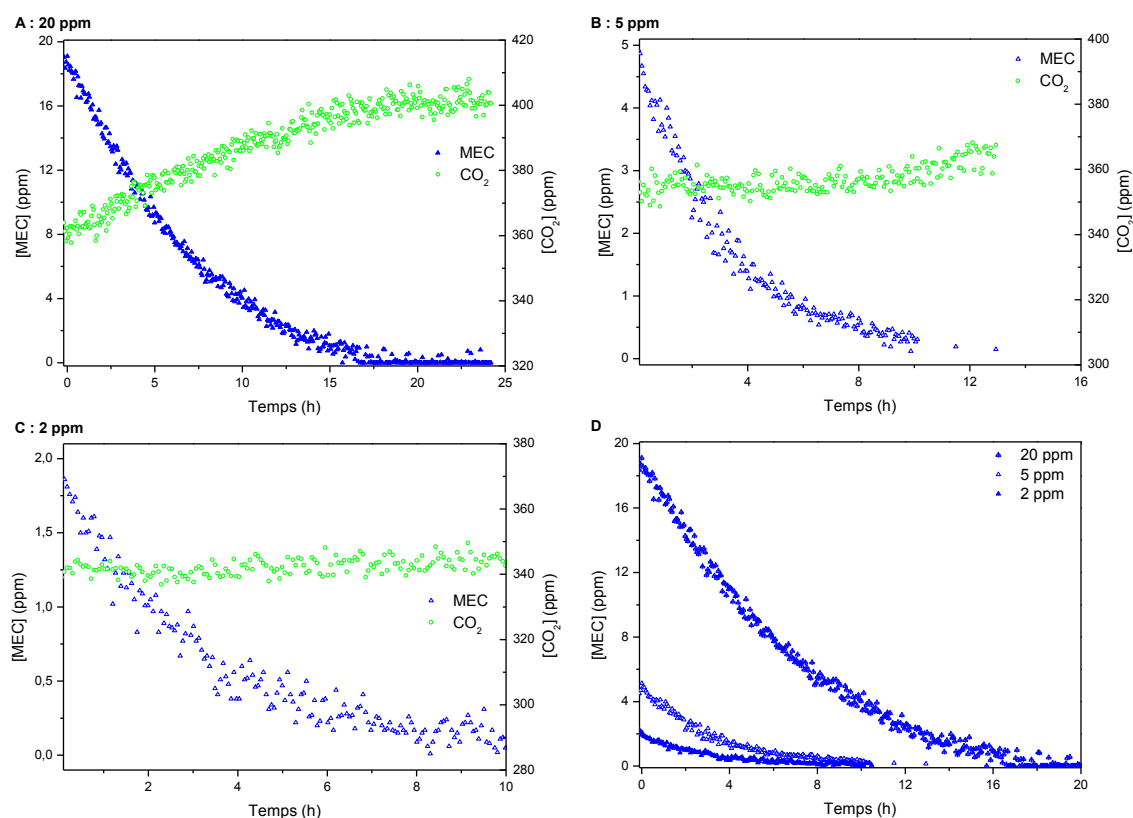 A : 20 ppm
20
16
12
8
4
0
[MEC] (ppm)
420
400
380
360
340
320
[CO2] (ppm)
MEC
CO2
0
5
10
15
20
25
Temps (h)
B : 5 ppm
5
4
3
2
1
0
[MEC] (ppm)
400
380
360
340
320
300
[CO2] (ppm)
MEC
CO2
4
8
12
16
Temps (h)
C : 2 ppm
2,0
1,5
1,0
0,5
0,0
[MEC] (ppm)
380
360
340
320
300
280
[CO2] (ppm)
MEC
CO2
2
4
6
8
10
Temps (h)
D
20
16
12
8
4
0
[MEC] (ppm)
20 ppm
5 ppm
2 ppm
0
4
8
12
16
20
Temps (h)